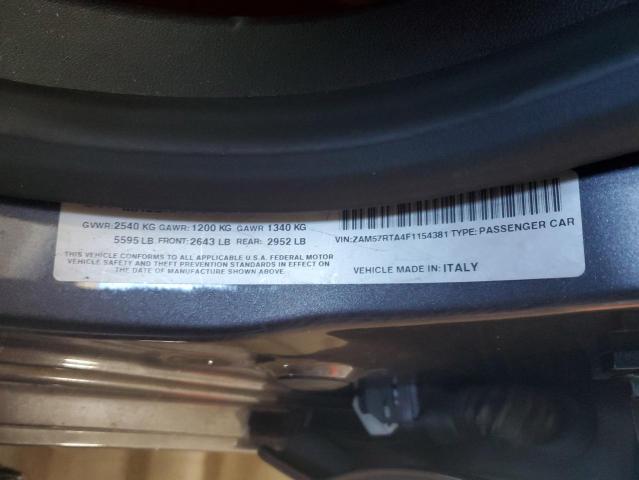 GVWR: 2540 KG GAWR: 1200 KG GAWR 1340 KG
5595 LB FRONT: 2643 LB REAR: 2952 LB
THIS VEHICLE CONFORMS TO ALL APPLICABLE U.S.A. FEDERAL MOTOR
VEHICLE SAFETY AND THEFT PREVENTION STANDARDS IN EFFECT ON
THE DATE OF MANUFACTURE SHOWN ABOVE.
VIN: ZAM57RTA4F1154381 TYPE: PASSENGER CAR
VEHICLE MADE IN: ITALY